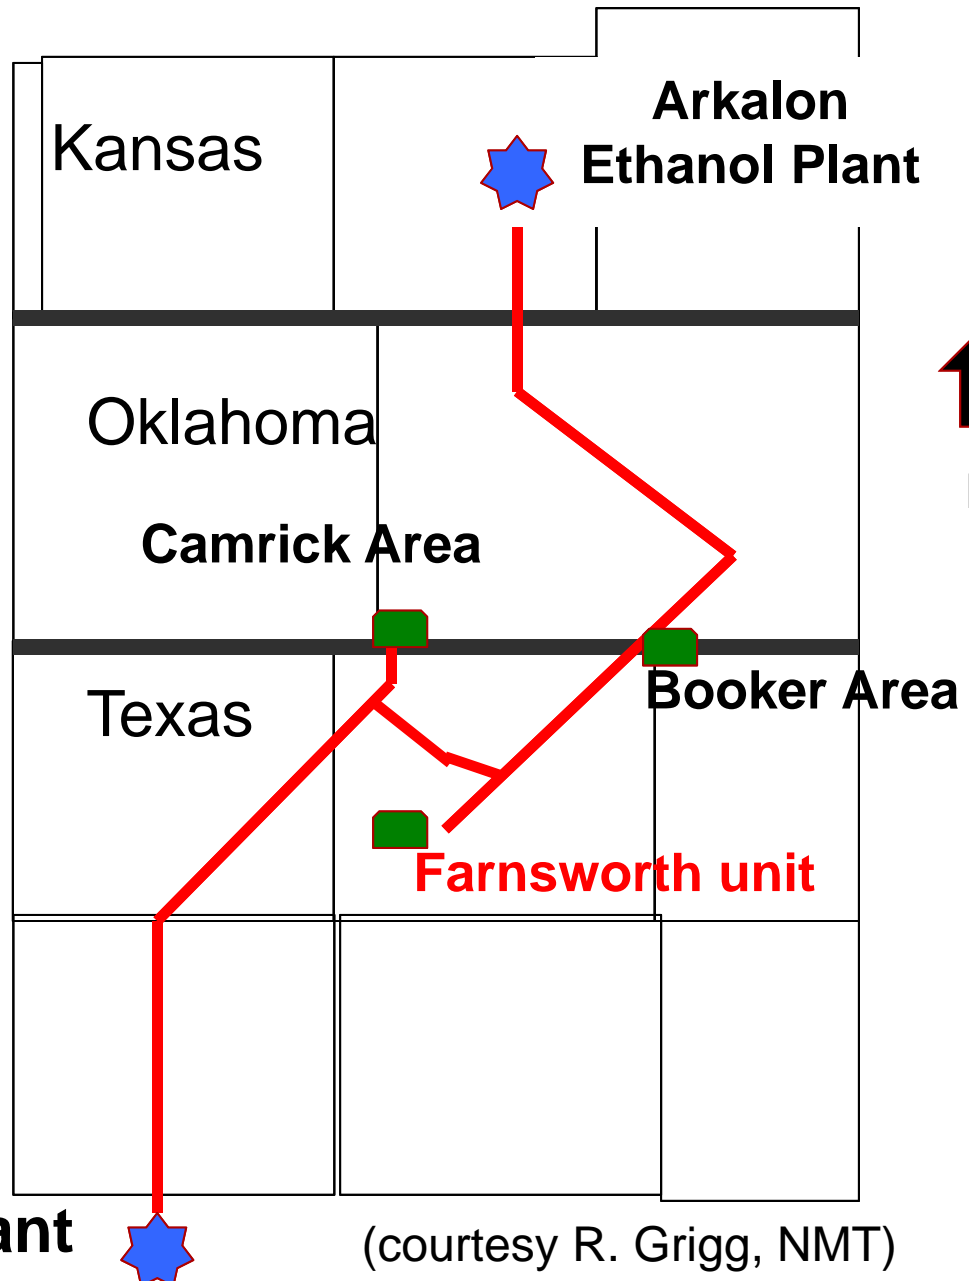 Arkalon
Ethanol Plant
Kansas
Oklahoma
Camrick Area
Texas
Booker Area
Farnsworth unit
ant
(courtesy R. Grigg, NMT)